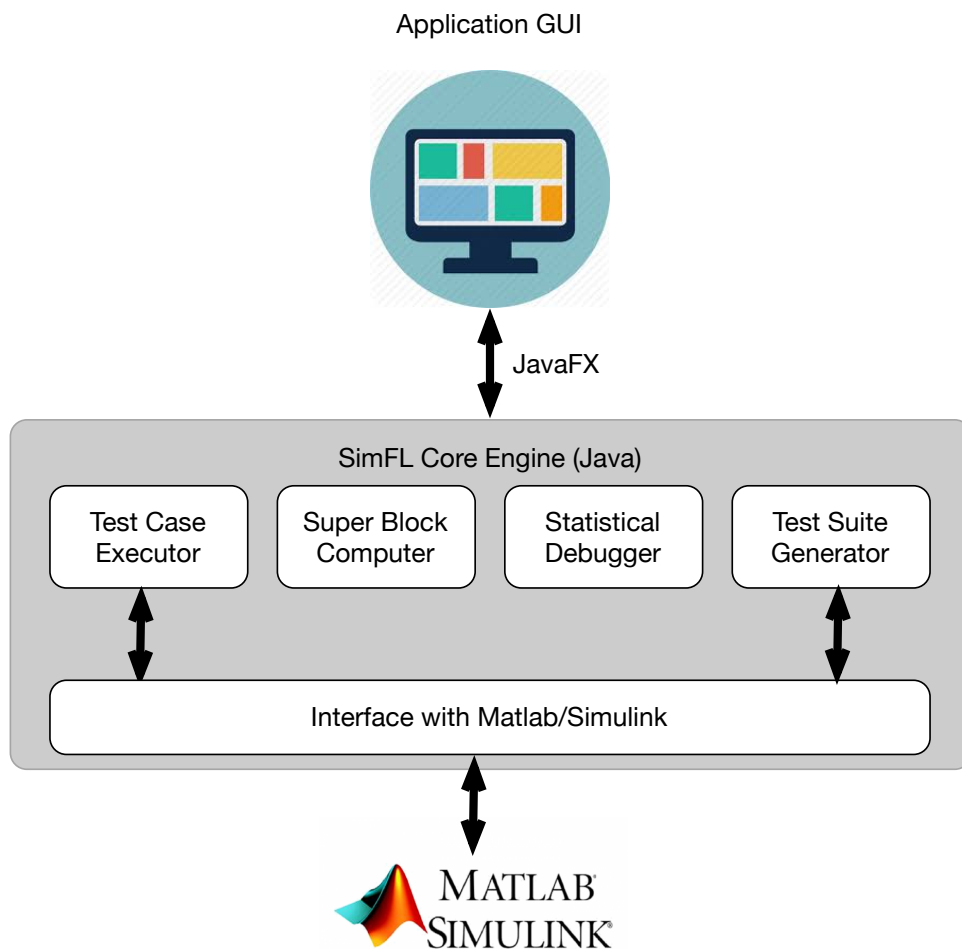 Application GUI
JavaFX
SimFL Core Engine (Java)
Test Case
Executor
Super Block
Computer
Statistical
Debugger
Test Suite
Generator
Interface with Matlab/Simulink
MATLAB®
SIMULINK®